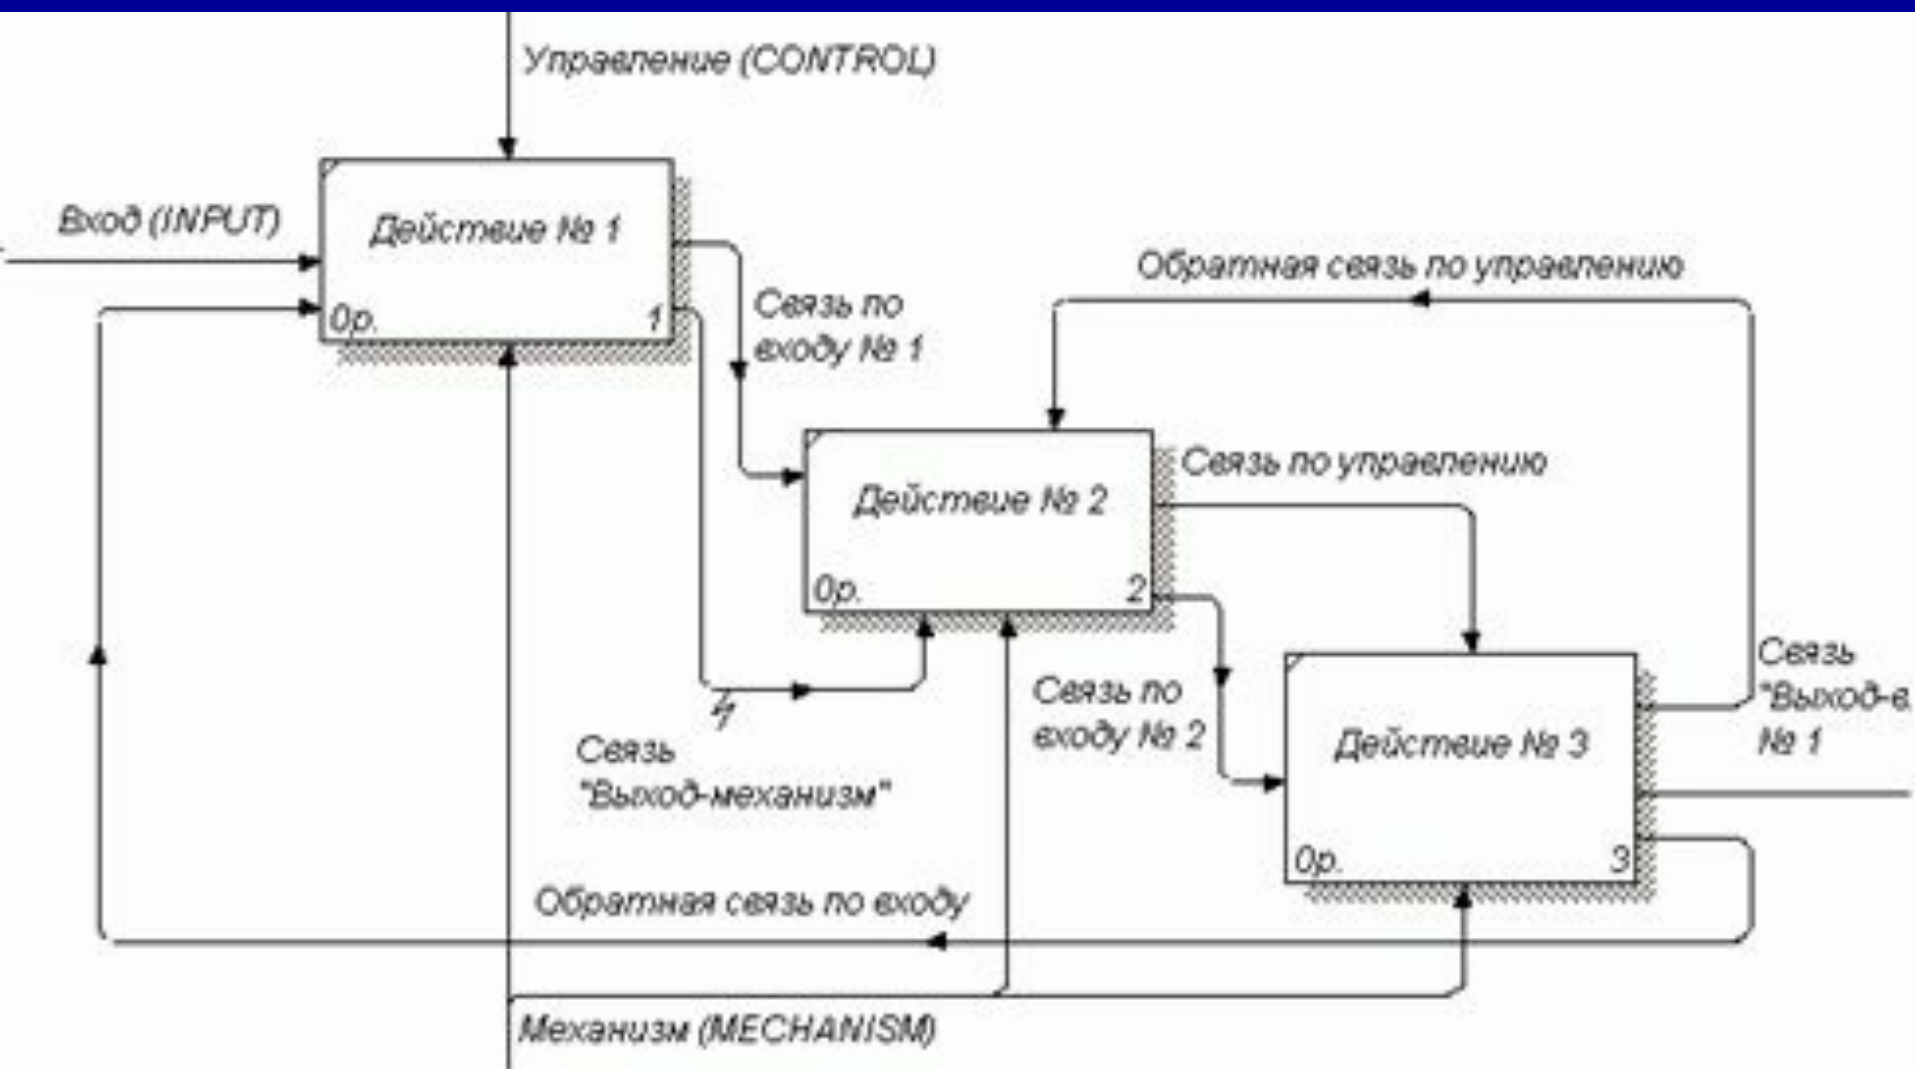 Управление (CONTROL)
Вход (INPUT)
Действие № 1
0р.
1
Связь по
входу № 1
Обратная связь по управлению
Связь по управлению
Действие № 2
0р.
2
Связь по
входу № 2
Связь
"Выход-механизм"
Связь
"Выход-в
№ 1
Действие № 3
0р.
3
Обратная связь по входу
Механизм (MECHANISM)